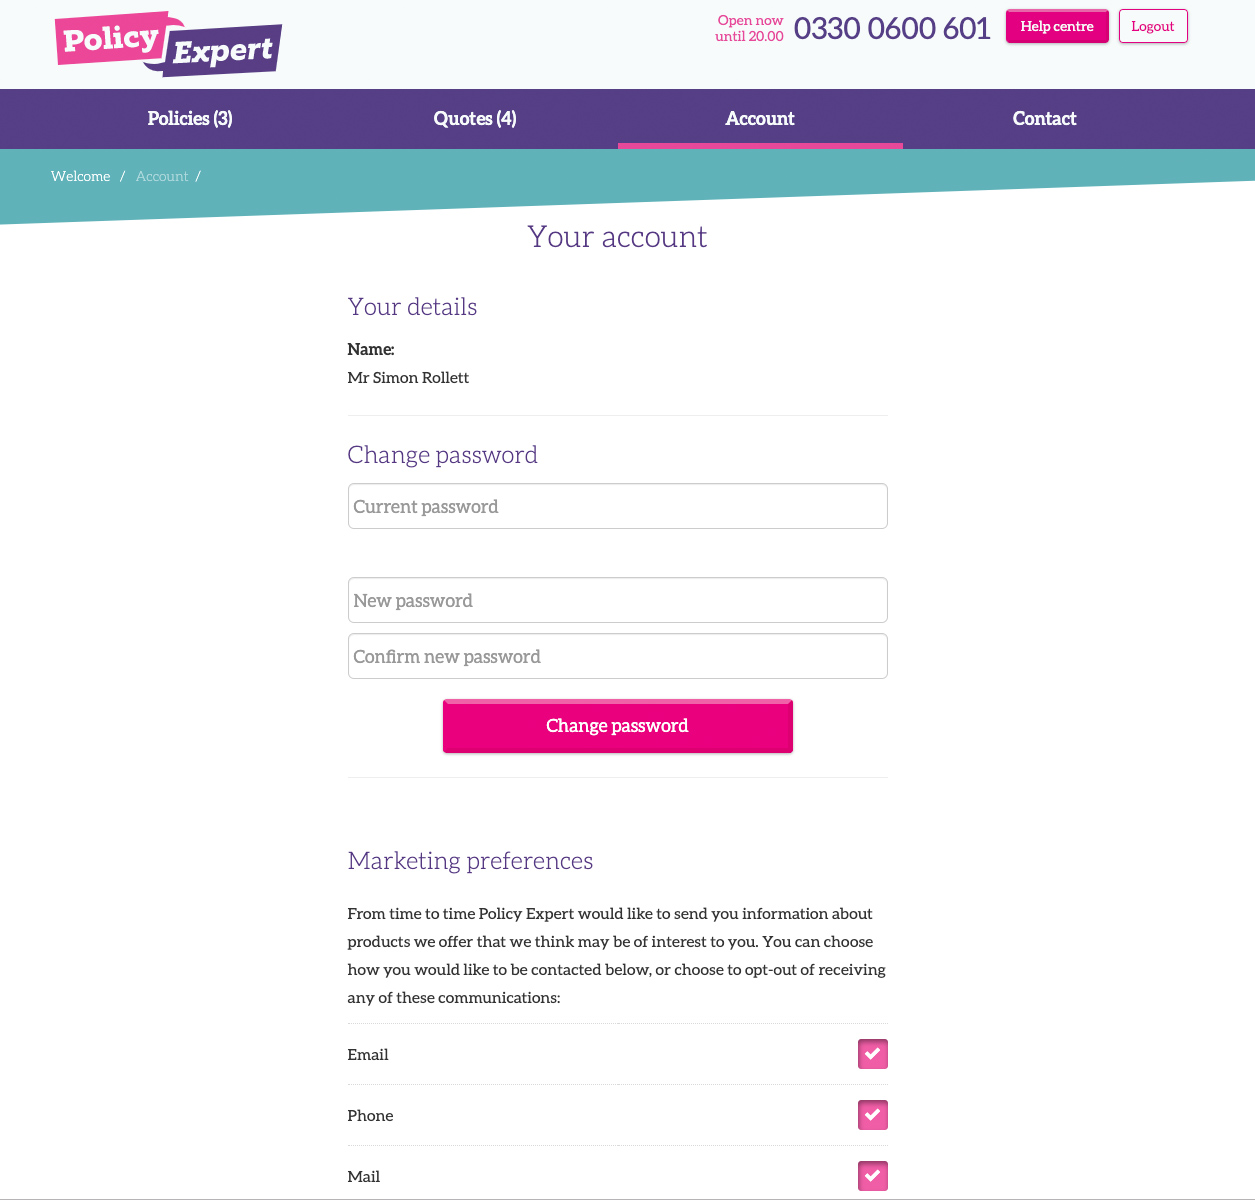 Policy
Expert
Open now
until 20.00
0330 0600 601
Help centre
Logout
Policies (3)
Quotes (4)
Account
Contact
Welcome / Account /
Your account
Your details
Name:
Mr Simon Rollett
Change password
Current password
New password
Confirm new password
Change password
Marketing preferences
From time to time Policy Expert would like to send you information about
products we offer that we think may be of interest to you. You can choose
how you would like to be contacted below, or choose to opt-out of receiving
any of these communications:
Email
Phone
Mail